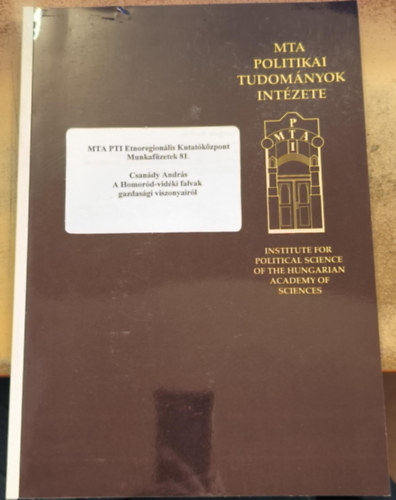 MTA
POLITIKAI
TUDOMÁNYOK
INTÉZETE
P
MTA
I
MTA PTI Etnoregionális Kutatóközpont
Munkafüzetek 81.
Csanády András
A Homoród-vidéki falvak
gazdasági viszonyairól
INSTITUTE FOR
POLITICAL SCIENCE
OF THE HUNGARIAN
ACADEMY OF
SCIENCES